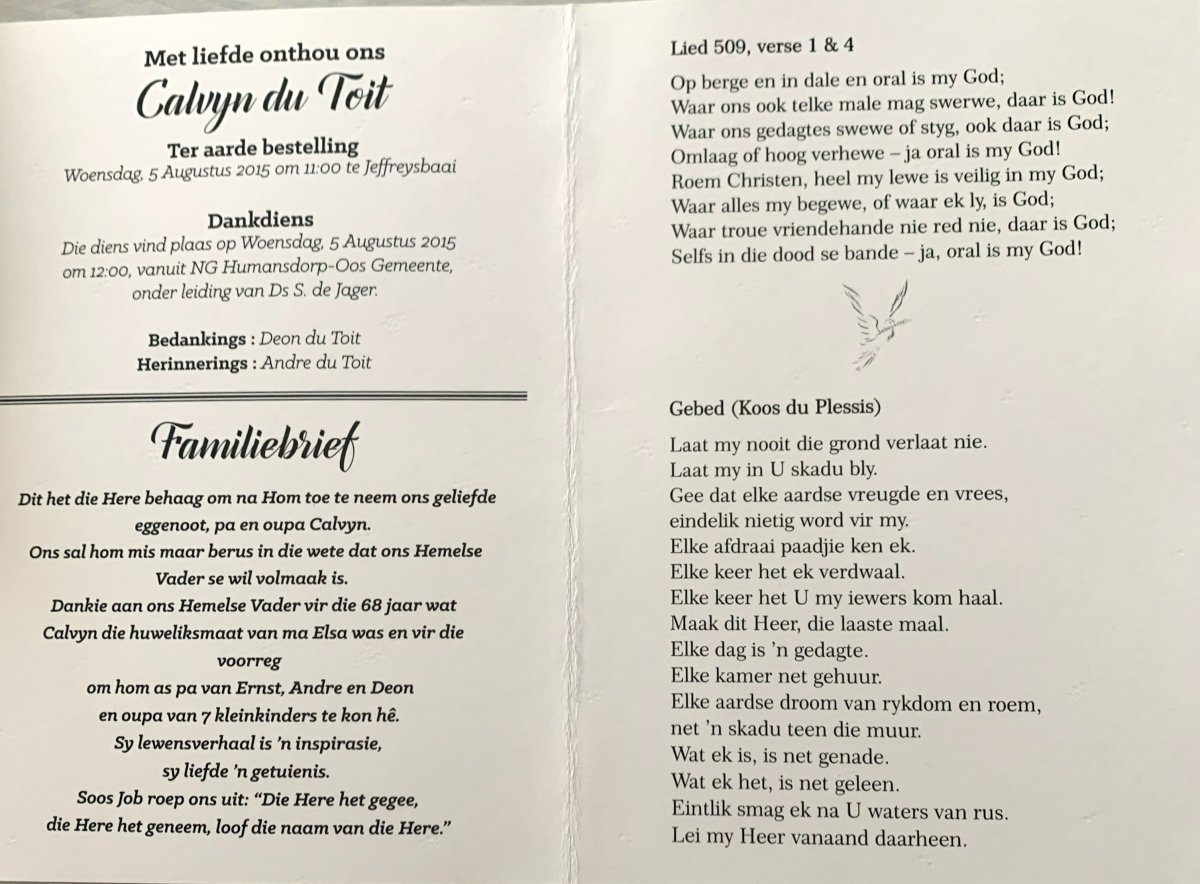 Met liefde onthou ons
Calvyn du Toit
Ter aarde bestelling
Woensdag, 5 Augustus 2015 om 11:00 te Jeffreysbaai
Dankdiens
Die diens vind plaas op Woensdag, 5 Augustus 2015
om 12:00, vanuit NG Humansdorp-Oos Gemeente,
onder leiding van Ds S. de Jager.
Bedankings : Deon du Toit
Herinnerings : Andre du Toit
Familiebrief
Dit het die Here behaag om na Hom toe te neem ons geliefde
eggenoot, pa en oupa Calvyn.
Ons sal hom mis maar berus in die wete dat ons Hemelse
Vader se wil volmaak is.
Dankie aan ons Hemelse Vader vir die 68 jaar wat
Calvyn die huweliksmaat van ma Elsa was en vir die
voorreg
om hom as pa van Ernst, Andre en Deon
en oupa van 7 kleinkinders te kon hê.
Sy lewensverhaal is 'n inspirasie,
sy liefde 'n getuienis.
Soos Job roep ons uit: "Die Here het gegee,
die Here het geneem, loof die naam van die Here."
Lied 509, verse 1 & 4
Op berge en in dale en oral is my God;
Waar ons ook telke male mag swerwe, daar is God!
Waar ons gedagtes swewe of styg, ook daar is God;
Omlaag of hoog verhewe – ja oral is my God!
Roem Christen, heel my lewe is veilig in my God;
Waar alles my begewe, of waar ek ly, is God;
Waar troue vriendehande nie red nie, daar is God;
Selfs in die dood se bande – ja, oral is my God!
Gebed (Koos du Plessis)
Laat my nooit die grond verlaat nie.
Laat my in U skadu bly.
Gee dat elke aardse vreugde en vrees,
eindelik nietig word vir my.
Elke afdraai paadjie ken ek.
Elke keer het ek verdwaal.
Elke keer het U my iewers kom haal.
Maak dit Heer, die laaste maal.
Elke dag is 'n gedagte.
Elke kamer net gehuur.
Elke aardse droom van rykdom en roem,
net 'n skadu teen die muur.
Wat ek is, is net genade.
Wat ek het, is net geleen.
Eintlik smag ek na U waters van rus.
Lei my Heer vanaand daarheen.